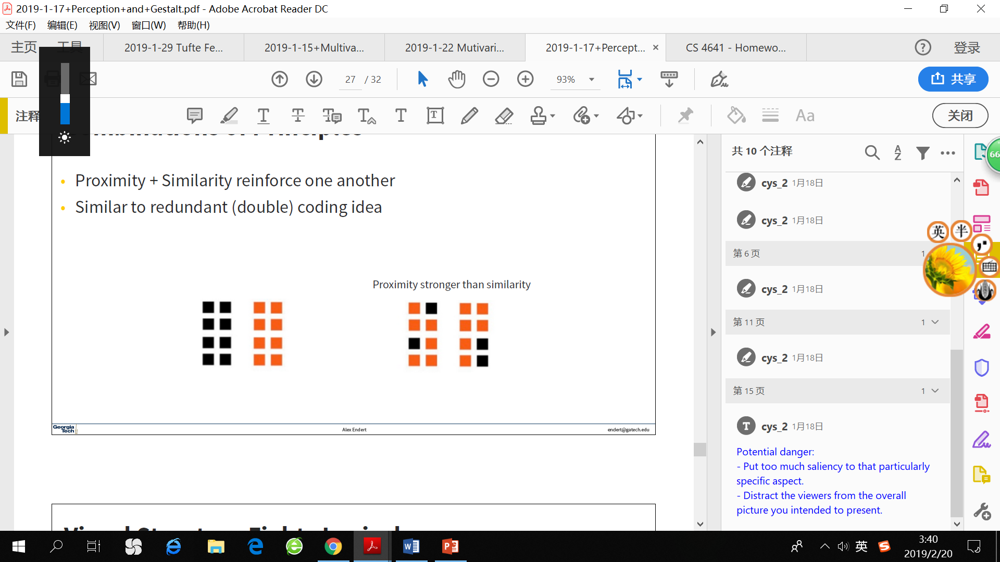 2019-1-17+Perception+and+Gestalt.pdf - Adobe Acrobat Reader DC
文件(F) 编辑(E) 视图(V) 窗口(W) 帮助(H)
主页 工具 2019-1-29 Tufte Fe... 2019-1-15+Multiva... 2019-1-22 Mutivari... 2019-1-17+Percept... CS 4641 - Homewo... 登录
27 / 32 93% 共享
注释 Aa 关闭
Combinations of Principles
• Proximity + Similarity reinforce one another
• Similar to redundant (double) coding idea
Proximity stronger than similarity
Georgia
Tech
Alex Endert
endert@gatech.edu
共 10 个注释
cys_2 1月18日
cys_2 1月18日
第 6 页 1
cys_2 1月18日
第 11 页 1
cys_2 1月18日
第 15 页 1
cys_2 1月18日
Potential danger:
- Put too much saliency to that particularly
specific aspect.
- Distract the viewers from the overall
picture you intended to present.
66
英 半
英
3:40
2019/2/20